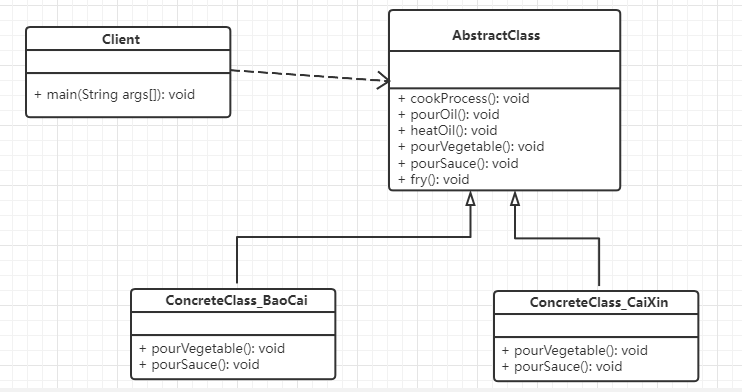 Client
+ main(String args[]): void
AbstractClass
+ cookProcess(): void
+ pourOil(): void
+ heatOil(): void
+ pourVegetable(): void
+ pourSauce(): void
+ fry(): void
ConcreteClass_BaoCai
+ pourVegetable(): void
+ pourSauce(): void
ConcreteClass_CaiXin
+ pourVegetable(): void
+ pourSauce(): void